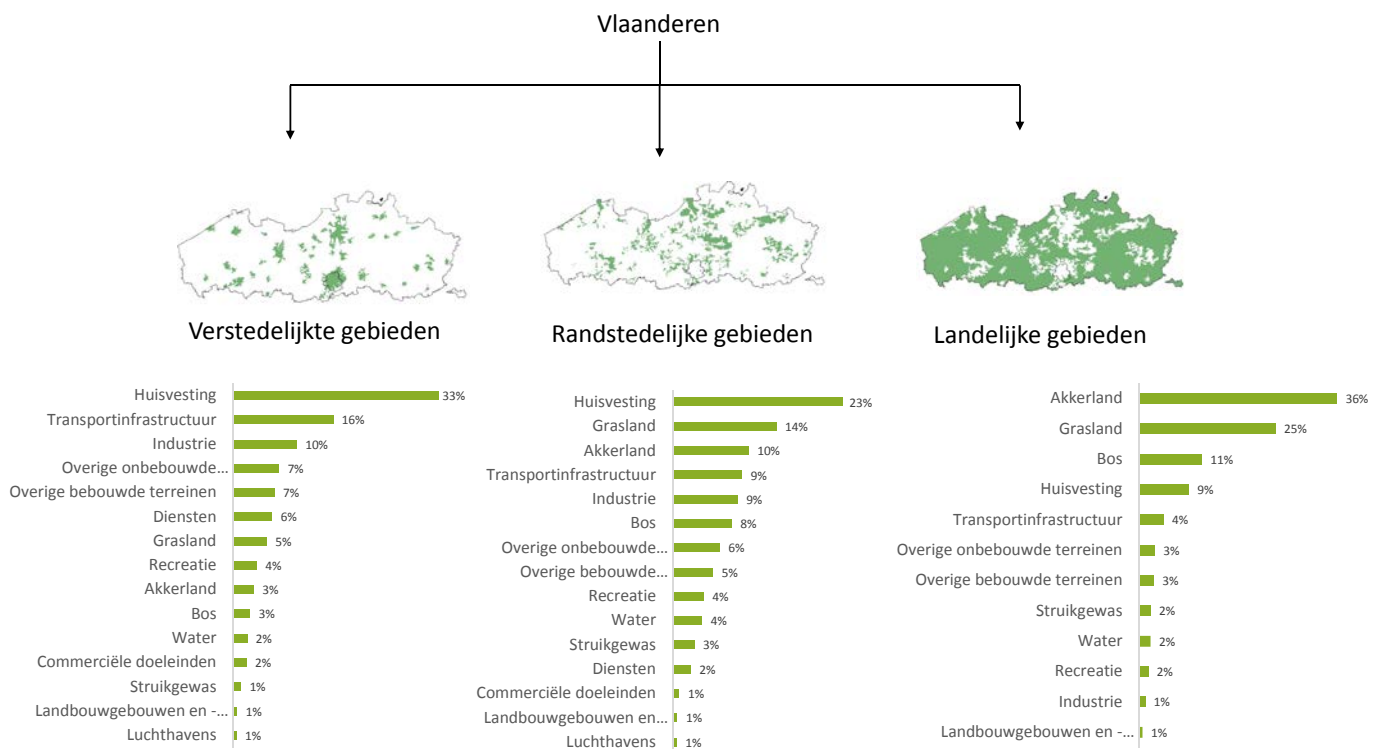 Vlaanderen
Verstedelijkte gebieden
Huisvesting 33%
Transportinfrastructuur 16%
Industrie 10%
Overige onbebouwde... 7%
Overige bebouwde terreinen 7%
Diensten 6%
Grasland 5%
Recreatie 4%
Akkerland 3%
Bos 3%
Water 2%
Commerciële doeleinden 2%
Struikgewas 1%
Landbouwgebouwen en -... 1%
Luchthavens 1%
Randstedelijke gebieden
Huisvesting 23%
Grasland 14%
Akkerland 10%
Transportinfrastructuur 9%
Industrie 9%
Bos 8%
Overige onbebouwde... 6%
Overige bebouwde... 5%
Recreatie 4%
Water 4%
Struikgewas 3%
Diensten 2%
Commerciële doeleinden 1%
Landbouwgebouwen en... 1%
Luchthavens 1%
Landelijke gebieden
Akkerland 36%
Grasland 25%
Bos 11%
Huisvesting 9%
Transportinfrastructuur 4%
Overige onbebouwde terreinen 3%
Overige bebouwde terreinen 3%
Struikgewas 2%
Water 2%
Recreatie 2%
Industrie 1%
Landbouwgebouwen en -... 1%